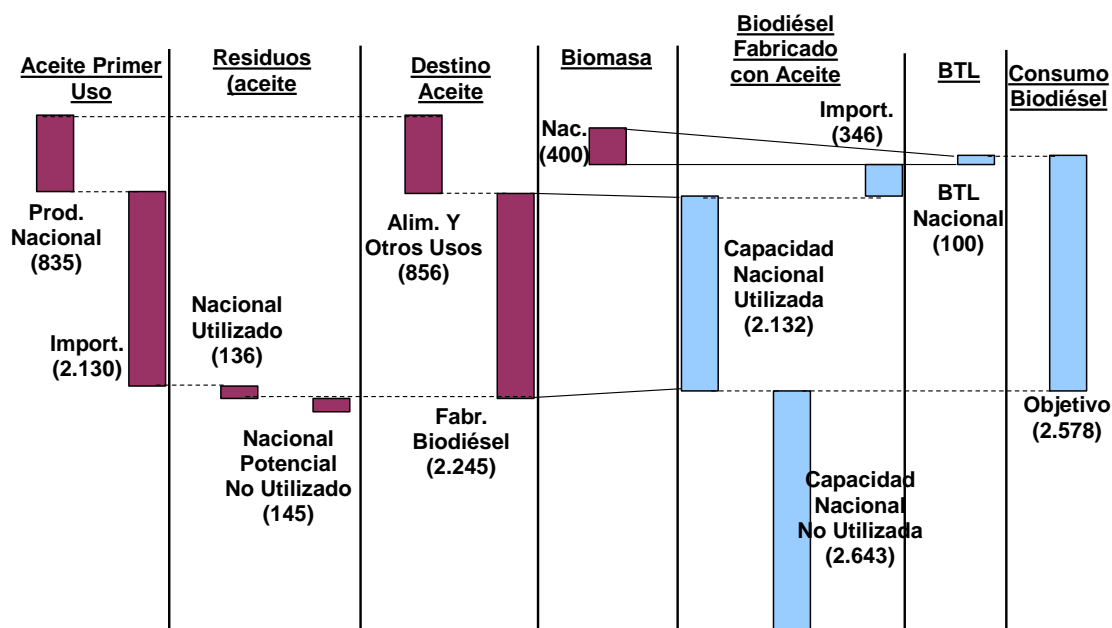 Aceite Primer
Uso
Residuos
(aceite
Destino
Aceite
Biomasa
Biodiésel
Fabricado
con Aceite
BTL
Consumo
Biodiésel
Prod.
Nacional
(835)
Import.
(2.130)
Nacional
Utilizado
(136)
Nacional
Potencial
No Utilizado
(145)
Alim. Y
Otros Usos
(856)
Fabr.
Biodiésel
(2.245)
Nac.
(400)
Import.
(346)
Capacidad
Nacional
Utilizada
(2.132)
Capacidad
Nacional
No Utilizada
(2.643)
BTL
Nacional
(100)
Objetivo
(2.578)